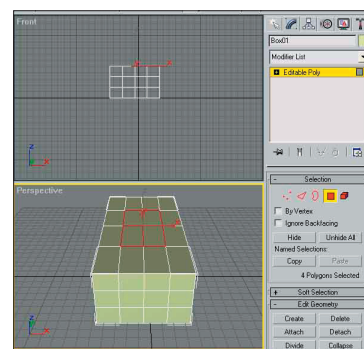 Front
z
x
Perspective
z
x
Box01
Modifier List
Editable Poly
- Selection
By Vertex
Ignore Backfacing
Hide Unhide All
Named Selections:
Copy Paste
4 Polygons Selected
+ Soft Selection
- Edit Geometry
Create Delete
Attach Detach
Divide Collapse